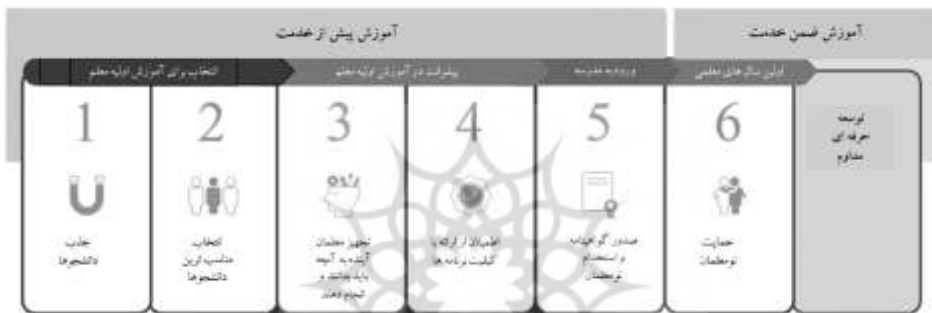 آموزش ضمن خدمت
آموزش پیش از خدمت
انتخاب برای آموزش اولیه معلم
پیشرفت در آموزش اولیه معلم
ورود به مدرسه
اولین سال های معلمی
1
جذب
دانشجوها
2
انتخاب
مناسب ترین
دانشجوها
3
تجهیز معلمان
آینده به آنچه
باید بدانند و
انجام دهند
4
اطمینان از ارائه با
کیفیت برنامه ها
5
صدور گواهینامه
و استخدام
نومعلمان
6
حمایت
نومعلمان
توسعه
حرفه ای
مداوم